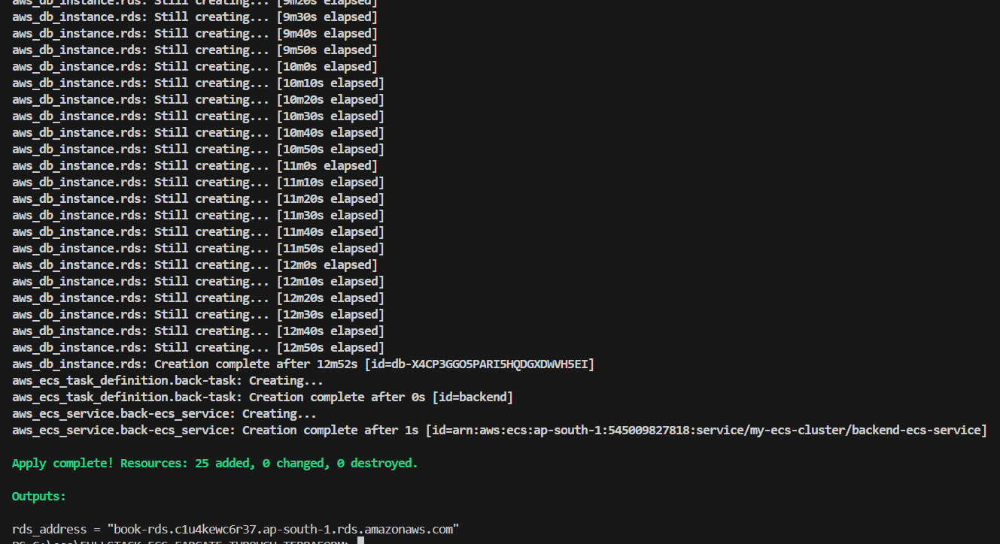 aws_db_instance.rds: Still creating... [9m20s elapsed]
aws_db_instance.rds: Still creating... [9m30s elapsed]
aws_db_instance.rds: Still creating... [9m40s elapsed]
aws_db_instance.rds: Still creating... [9m50s elapsed]
aws_db_instance.rds: Still creating... [10m0s elapsed]
aws_db_instance.rds: Still creating... [10m10s elapsed]
aws_db_instance.rds: Still creating... [10m20s elapsed]
aws_db_instance.rds: Still creating... [10m30s elapsed]
aws_db_instance.rds: Still creating... [10m40s elapsed]
aws_db_instance.rds: Still creating... [10m50s elapsed]
aws_db_instance.rds: Still creating... [11m0s elapsed]
aws_db_instance.rds: Still creating... [11m10s elapsed]
aws_db_instance.rds: Still creating... [11m20s elapsed]
aws_db_instance.rds: Still creating... [11m30s elapsed]
aws_db_instance.rds: Still creating... [11m40s elapsed]
aws_db_instance.rds: Still creating... [11m50s elapsed]
aws_db_instance.rds: Still creating... [12m0s elapsed]
aws_db_instance.rds: Still creating... [12m10s elapsed]
aws_db_instance.rds: Still creating... [12m20s elapsed]
aws_db_instance.rds: Still creating... [12m30s elapsed]
aws_db_instance.rds: Still creating... [12m40s elapsed]
aws_db_instance.rds: Still creating... [12m50s elapsed]
aws_db_instance.rds: Creation complete after 12m52s [id=db-X4CP3GGO5PARI5HQDGXDWVH5EI]
aws_ecs_task_definition.back-task: Creating...
aws_ecs_task_definition.back-task: Creation complete after 0s [id=backend]
aws_ecs_service.back-ecs_service: Creating...
aws_ecs_service.back-ecs_service: Creation complete after 1s [id=arn:aws:ecs:ap-south-1:545009827818:service/my-ecs-cluster/backend-ecs-service]
Apply complete! Resources: 25 added, 0 changed, 0 destroyed.
Outputs:
rds_address = "book-rds.c1u4kewc6r37.ap-south-1.rds.amazonaws.com"